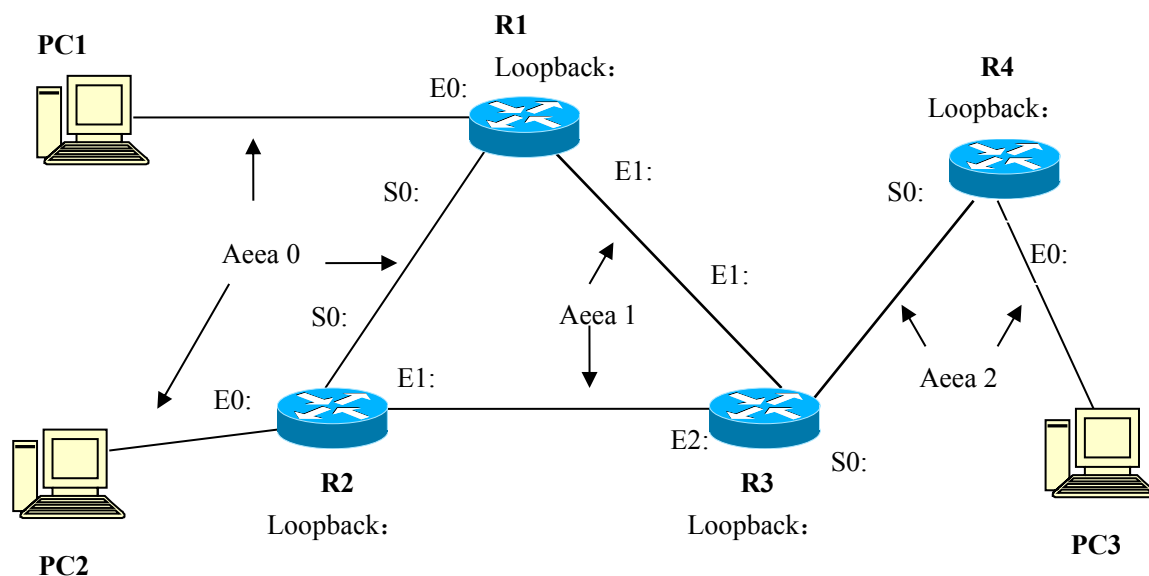 R1
PC1
Loopback：
R4
E0:
Loopback：
E1:
S0:
S0:
Aeea 0
E0:
E1:
S0:
Aeea 1
E1:
Aeea 2
E0:
E2:
S0:
R2
R3
Loopback：
Loopback：
PC2
PC3